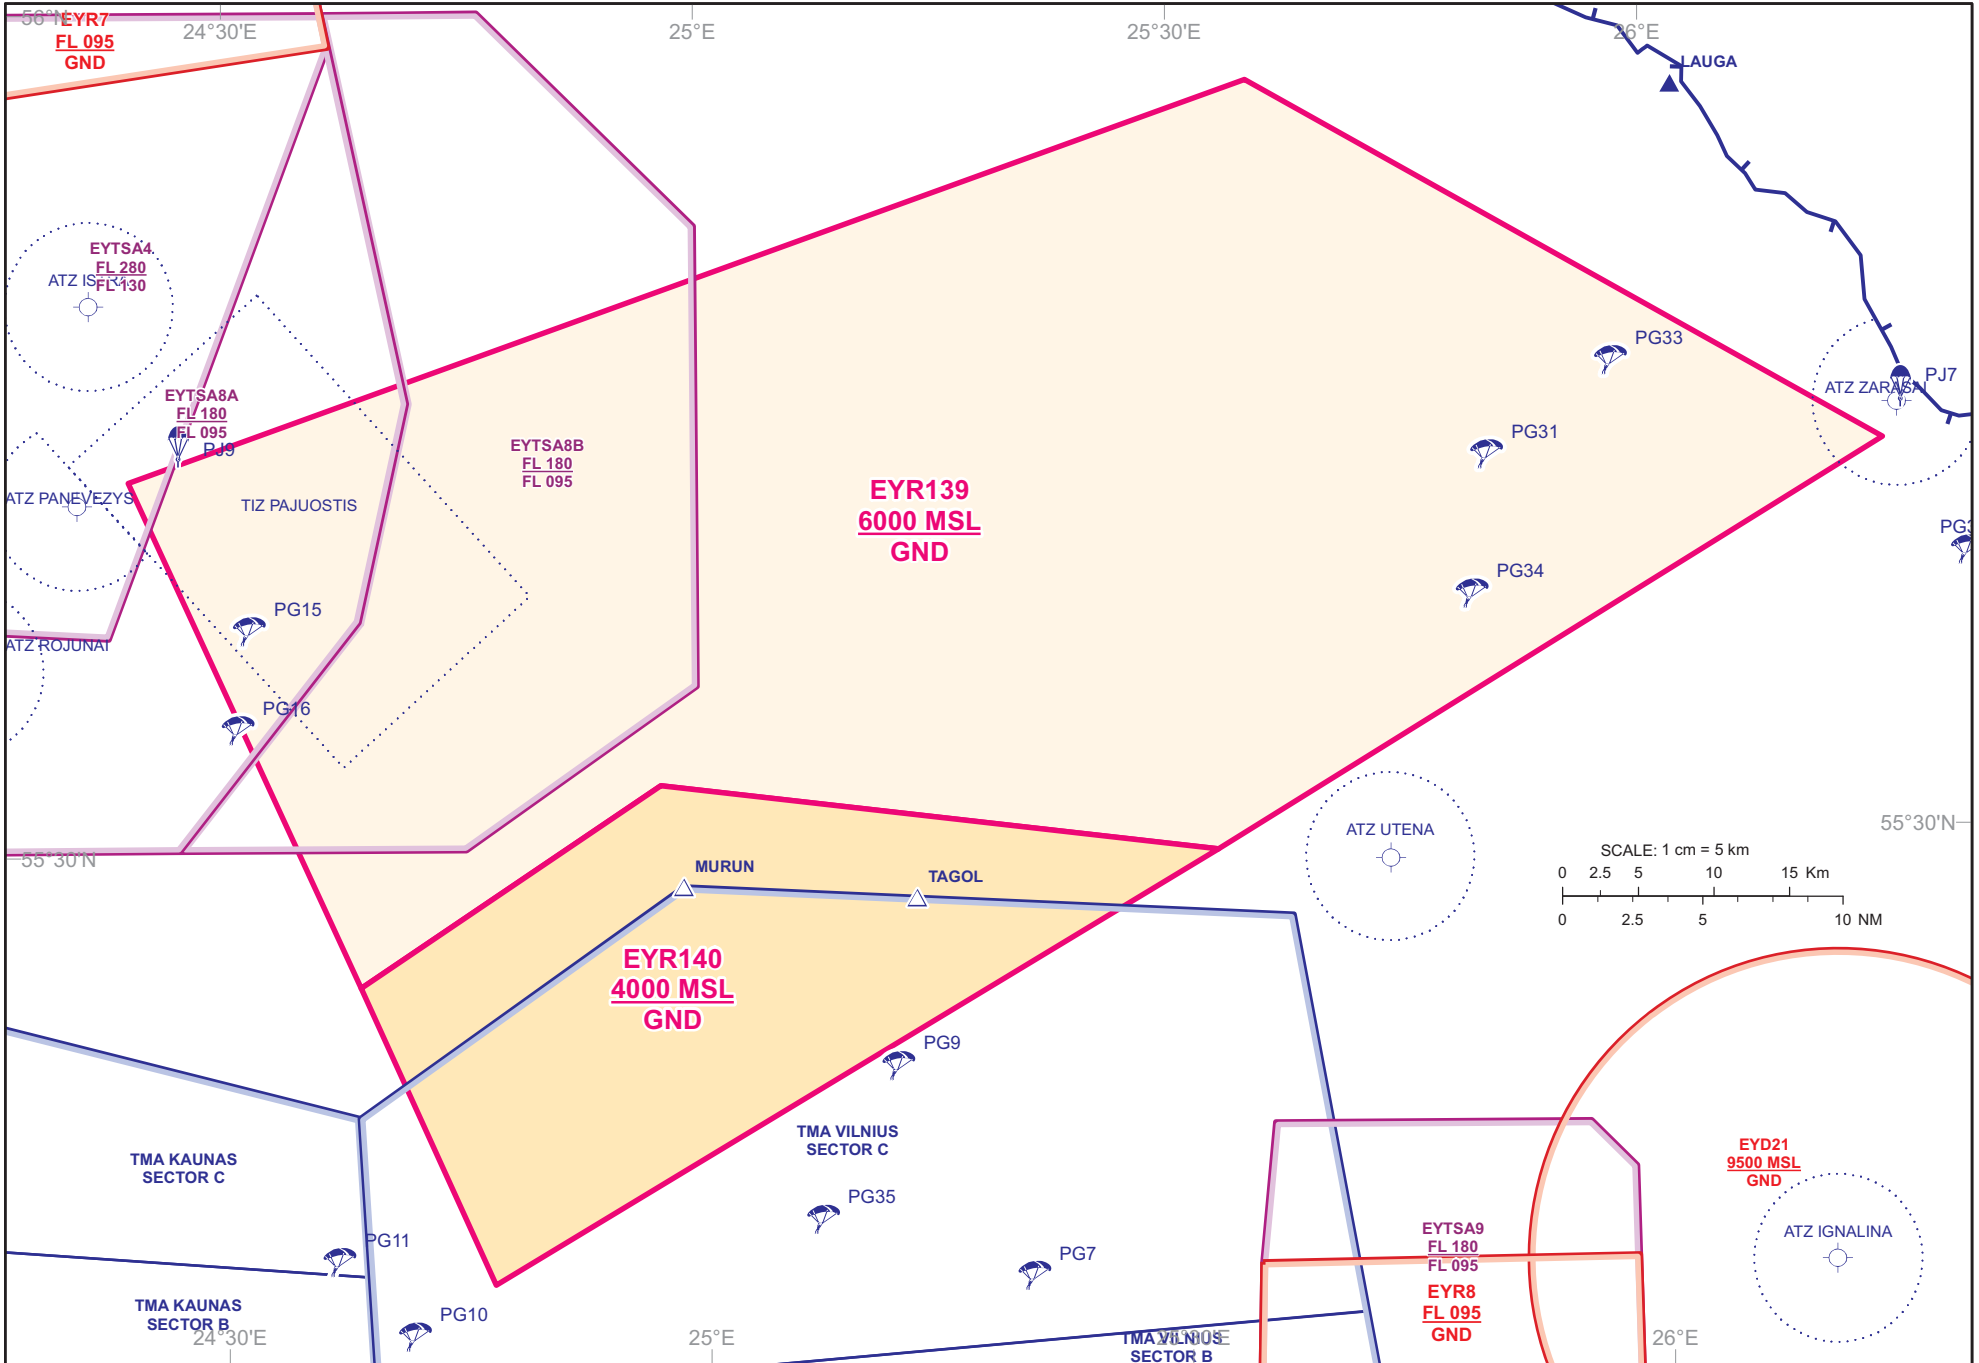 56°N
EYR7
FL 095
GND
24°30'E
25°E
25°30'E
26°E
LAUGA
EYTSA4
FL 280
FL 130
EYTSA8A
FL 180
FL 095
PJ9
ATZ PANEVEZYS
TIZ PAJUOSTIS
EYTSA8B
FL 180
FL 095
EYR139
6000 MSL
GND
PG33
PG31
PG34
PJ7
ATZ ZARASAI
PG15
PG16
ATZ ROJUNAI
55°30'N
55°30'N
ATZ UTENA
SCALE: 1 cm = 5 km
0 2.5 5 10 15 Km
0 2.5 5 10 NM
MURUN
TAGOL
EYR140
4000 MSL
GND
PG9
TMA VILNIUS
SECTOR C
TMA KAUNAS
SECTOR C
PG35
PG7
PG11
PG10
TMA KAUNAS
SECTOR B
EYD21
9500 MSL
GND
ATZ IGNALINA
EYTSA9
FL 180
FL 095
EYR8
FL 095
GND
24°30'E
25°E
25°30'E
26°E
TMA VILNIUS
SECTOR B